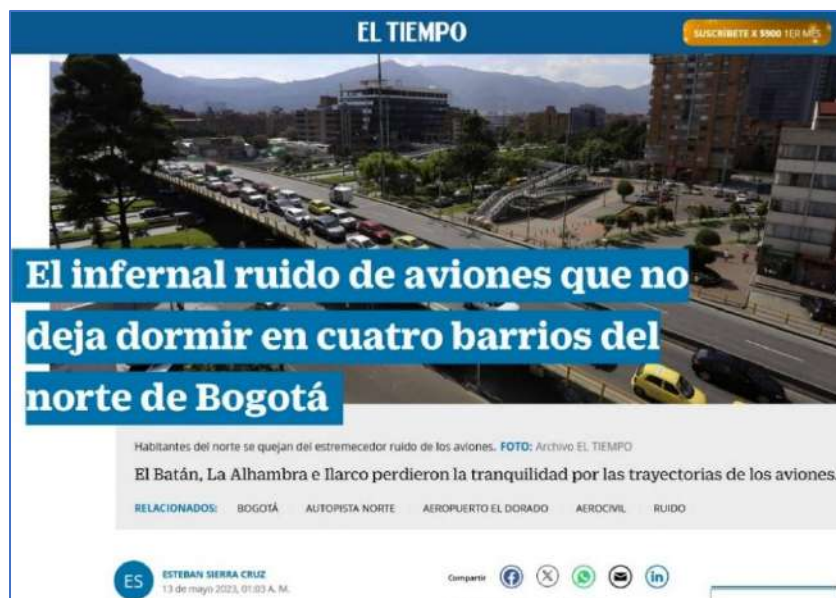 EL TIEMPO
SUSCRÍBETE X $900 1ER MES
El infernal ruido de aviones que no
deja dormir en cuatro barrios del
norte de Bogotá
Habitantes del norte se quejan del estremecedor ruido de los aviones. FOTO: Archivo EL TIEMPO
El Batán, La Alhambra e Ilarco perdieron la tranquilidad por las trayectorias de los aviones.
RELACIONADOS: BOGOTÁ AUTOPISTA NORTE AEROPUERTO EL DORADO AEROCIVIL RUIDO
ES
ESTEBAN SIERRA CRUZ
13 de mayo 2023, 01:03 A. M.
Compartir